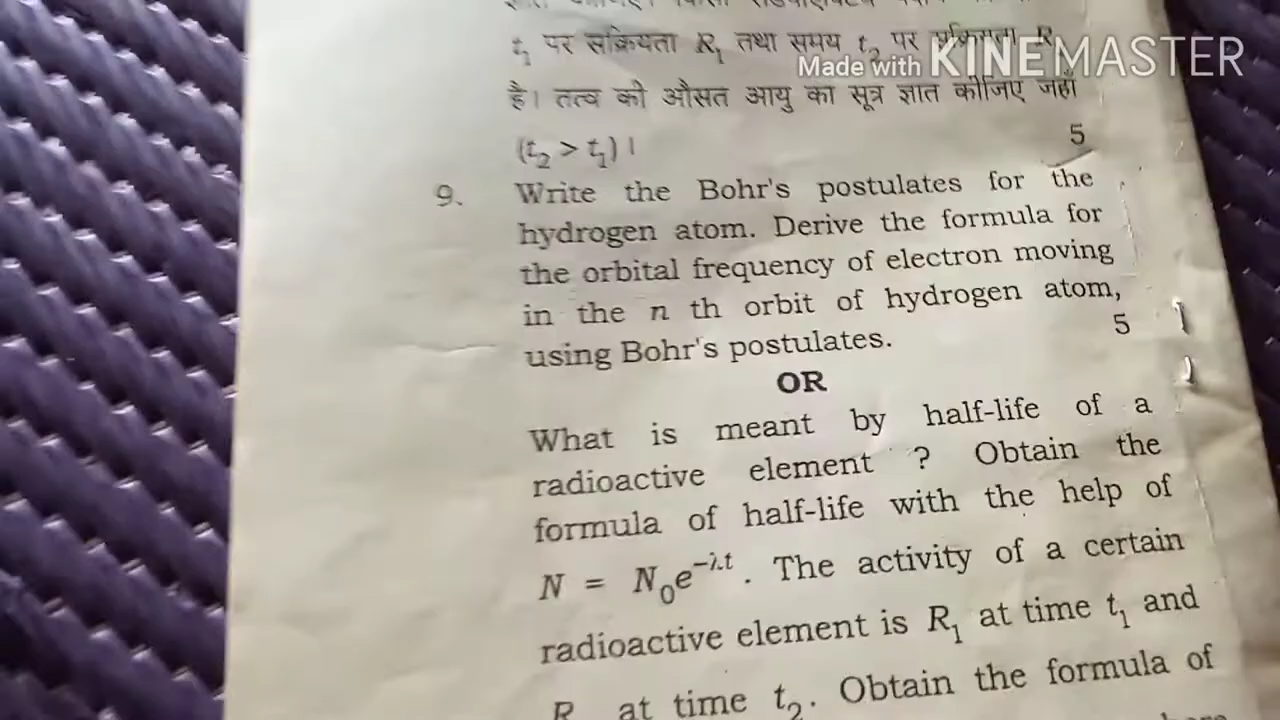 t₁ पर सक्रियता R₁ तथा समय t₂ पर सक्रियता R
Made with KINEMASTER
है। तत्व की औसत आयु का सूत्र ज्ञात कीजिए जहाँ
(t₂ > t₁)।
5
9. Write the Bohr's postulates for the
hydrogen atom. Derive the formula for
the orbital frequency of electron moving
in the n th orbit of hydrogen atom,
using Bohr's postulates. 5
OR
What is meant by half-life of a
radioactive element ? Obtain the
formula of half-life with the help of
N = N₀e^−λt . The activity of a certain
radioactive element is R₁ at time t₁ and
R at time t₂. Obtain the formula of